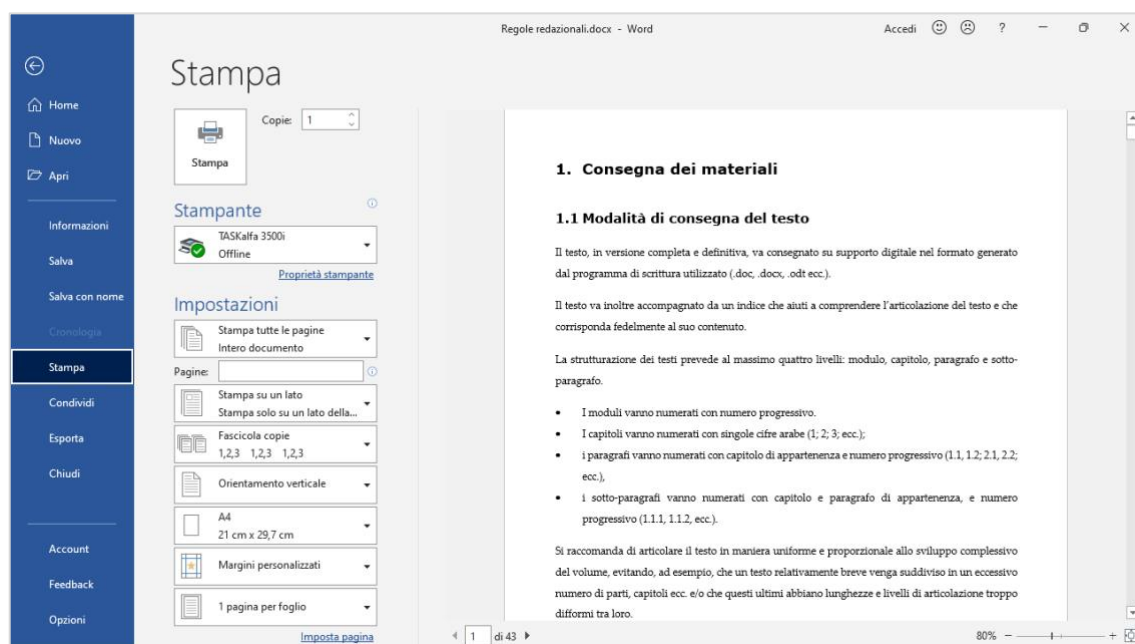 Regole redazionali.docx - Word
Accedi
?
Stampa
Home
Nuovo
Apri
Informazioni
Salva
Salva con nome
Cronologia
Stampa
Condividi
Esporta
Chiudi
Account
Feedback
Opzioni
Stampa
Copie: 1
Stampante
TASKalfa 3500i
Offline
Proprietà stampante
Impostazioni
Stampa tutte le pagine
Intero documento
Pagine:
Stampa su un lato
Stampa solo su un lato della...
Fascicola copie
1,2,3 1,2,3 1,2,3
Orientamento verticale
A4
21 cm x 29,7 cm
Margini personalizzati
1 pagina per foglio
Imposta pagina
1. Consegna dei materiali
1.1 Modalità di consegna del testo
Il testo, in versione completa e definitiva, va consegnato su supporto digitale nel formato generato
dal programma di scrittura utilizzato (.doc, .docx, .odt ecc.).
Il testo va inoltre accompagnato da un indice che aiuti a comprendere l'articolazione del testo e che
corrisponda fedelmente al suo contenuto.
La strutturazione dei testi prevede al massimo quattro livelli: modulo, capitolo, paragrafo e sotto-
paragrafo.
• I moduli vanno numerati con numero progressivo.
• I capitoli vanno numerati con singole cifre arabe (1; 2; 3; ecc.);
• i paragrafi vanno numerati con capitolo di appartenenza e numero progressivo (1.1, 1.2; 2.1, 2.2;
ecc.),
• i sotto-paragrafi vanno numerati con capitolo e paragrafo di appartenenza, e numero
progressivo (1.1.1, 1.1.2, ecc.).
Si raccomanda di articolare il testo in maniera uniforme e proporzionale allo sviluppo complessivo
del volume, evitando, ad esempio, che un testo relativamente breve venga suddiviso in un eccessivo
numero di parti, capitoli ecc. e/o che questi ultimi abbiano lunghezze e livelli di articolazione troppo
difformi tra loro.
1 di 43
80%